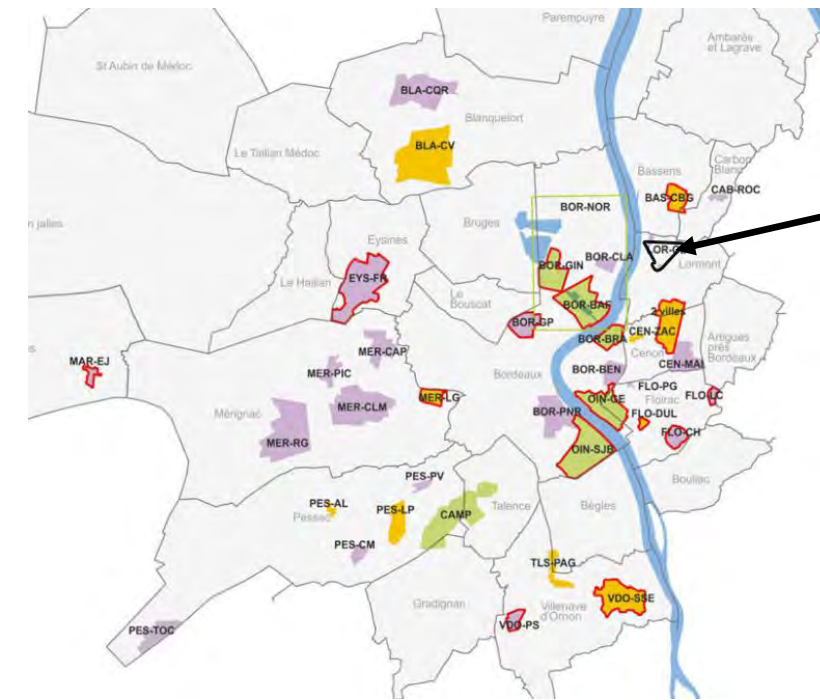 Parempuyre
Ambarès
et Lagrave
St Aubin de Médoc
BLA-CQR
Blanquefort
BLA-CV
Le Taillan Médoc
Bassens
Carbon
Blanc
CAB-ROC
BAS-CBG
BOR-NOR
Bruges
Eysines
n jalles
BOR-CLA
OR-G
Lormont
Le Haillan
EYS-FR
BOR-GIN
Le
Bouscat
BOR-BAF
2 villes
BOR-GP
CEN-ZAC
BOR-BRA
Cenon
Artigues
près
Bordeaux
MER-CAP
MAR-EJ
CEN-MAI
MER-PIC
Bordeaux
BOR-BEN
FLO-PG
Floirac
FLO-LC
MER-LG
OIN-GE
MER-CLM
BOR-PNR
FLO-DUL
Mérignac
FLO-CH
MER-RG
OIN-SJB
Bouliac
PES-PV
PES-AL
PES-LP
CAMP
Talence
Bègles
Pessac
PES-CM
TLS-PAG
Gradignan
Villenave
d'Ornon
VDO-SSE
VDO-PS
PES-TOC